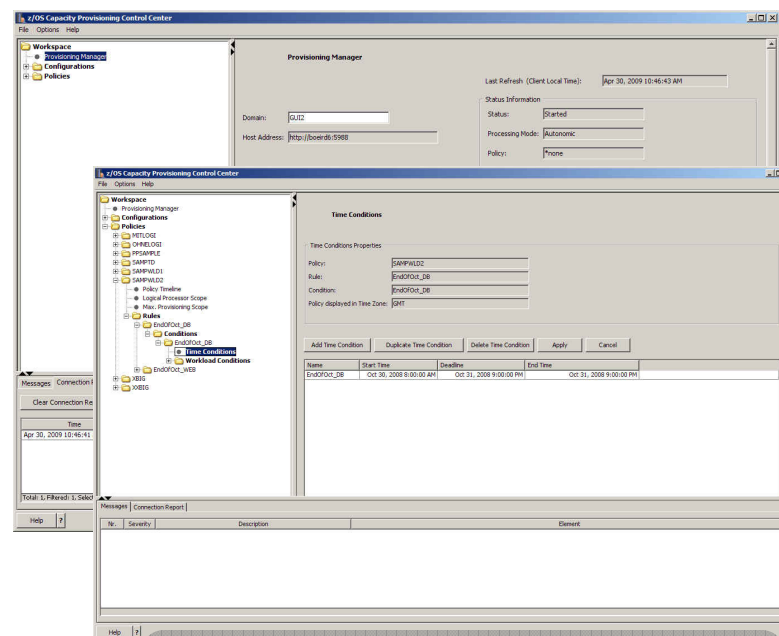 z/OS Capacity Provisioning Control Center
File Options Help
Workspace
Provisioning Manager
Configurations
Policies
Provisioning Manager
Last Refresh (Client Local Time): Apr 30, 2009 10:46:43 AM
Status Information
Domain: GUI2
Status: Started
Host Address: http://boeird6:5988
Processing Mode: Autonomic
Policy: *none
Messages Connection R
Clear Connection Re
Time
Apr 30, 2009 10:46:41
Total: 1, Filtered: 1, Selec
Help ?
z/OS Capacity Provisioning Control Center
File Options Help
Workspace
Provisioning Manager
Configurations
Policies
MITLOGI
OHNELOGI
PPSAMPLE
SAMPTD
SAMPWLD1
SAMPWLD2
Policy Timeline
Logical Processor Scope
Max. Provisioning Scope
Rules
EndOfOct_DB
Conditions
EndOfOct_DB
Time Conditions
Workload Conditions
EndOfOct_WEB
XBIG
XXBIG
Time Conditions
Time Conditions Properties
Policy: SAMPWLD2
Rule: EndOfOct_DB
Condition: EndOfOct_DB
Policy displayed in Time Zone: GMT
Add Time Condition Duplicate Time Condition Delete Time Condition Apply Cancel
Name Start Time Deadline End Time
EndOfOct_DB Oct 30, 2008 8:00:00 AM Oct 31, 2008 9:00:00 PM Oct 31, 2008 9:00:00 PM
Messages Connection Report
Nr. Severity Description Element
Help ?